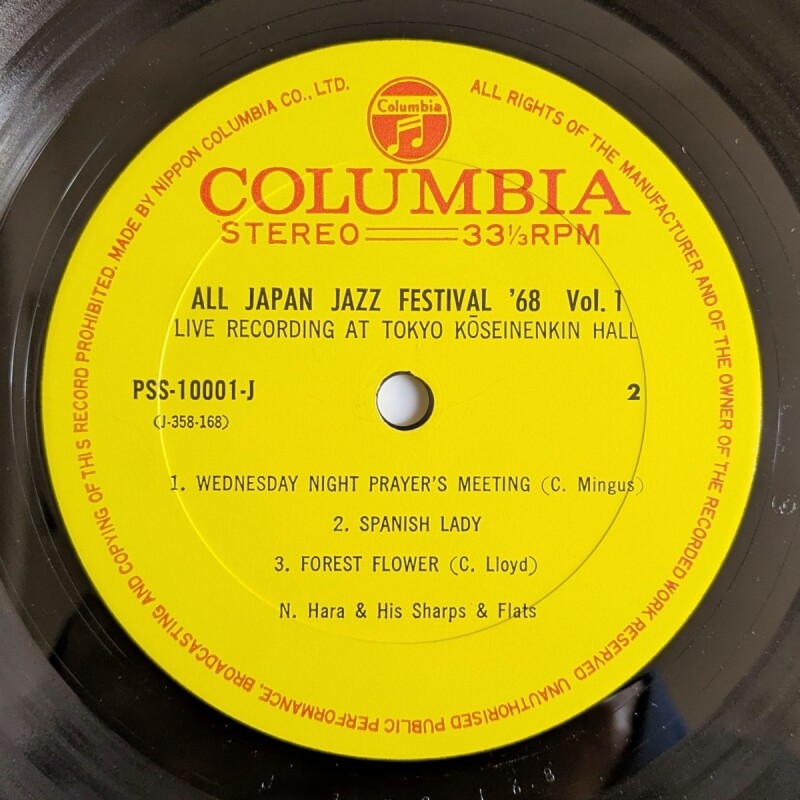 Columbia
COLUMBIA
STEREO 33⅓RPM
ALL JAPAN JAZZ FESTIVAL '68 Vol. 1
LIVE RECORDING AT TOKYO KŌSEINENKIN HALL
PSS-10001-J 2
(J-358-168)
1. WEDNESDAY NIGHT PRAYER'S MEETING (C. Mingus)
2. SPANISH LADY
3. FOREST FLOWER (C. Lloyd)
N. Hara & His Sharps & Flats
ALL RIGHTS OF THE MANUFACTURER AND OF THE OWNER OF THE RECORDED WORK RESERVED UNAUTHORISED PUBLIC PERFORMANCE, BROADCASTING AND COPYING OF THIS RECORD PROHIBITED. MADE BY NIPPON COLUMBIA CO., LTD.